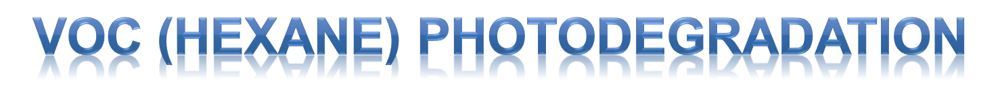 VOC (HEXANE) PHOTODEGRADATION